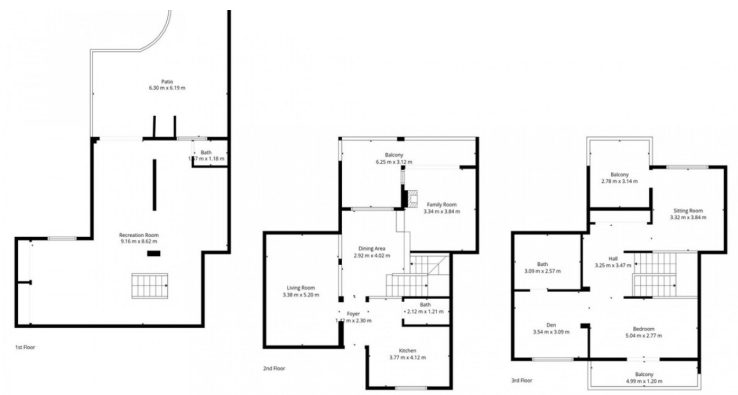 Patio
6.30 m x 6.19 m
Bath
m x 1.18 m
Recreation Room
9.16 m x 8.62 m
1st Floor
Balcony
6.25 m x 3.12 m
Family Room
3.34 m x 3.84 m
Dining Area
2.92 m x 4.02 m
Living Room
3.38 m x 5.20 m
Foyer
m x 2.30 m
Bath
2.12 m x 1.21 m
Kitchen
3.77 m x 4.12 m
2nd Floor
Balcony
2.78 m x 3.14 m
Sitting Room
3.32 m x 3.84 m
Hall
3.25 m x 3.47 m
Bath
3.09 m x 2.57 m
Den
3.54 m x 3.09 m
Bedroom
5.04 m x 2.77 m
Balcony
4.99 m x 1.20 m
3rd Floor